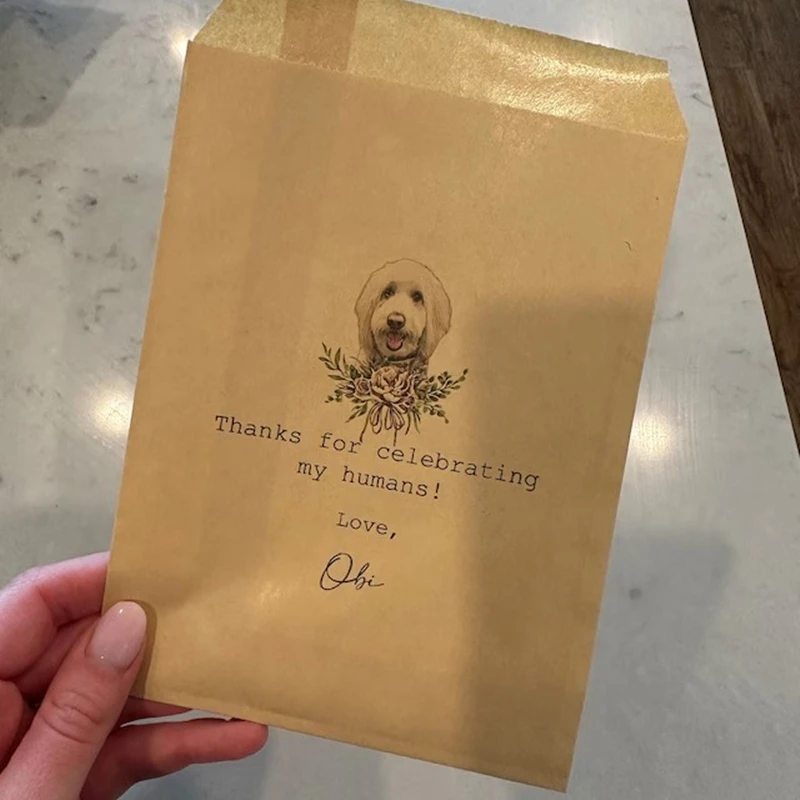 Thanks for celebrating
my humans!
Love,
Obi